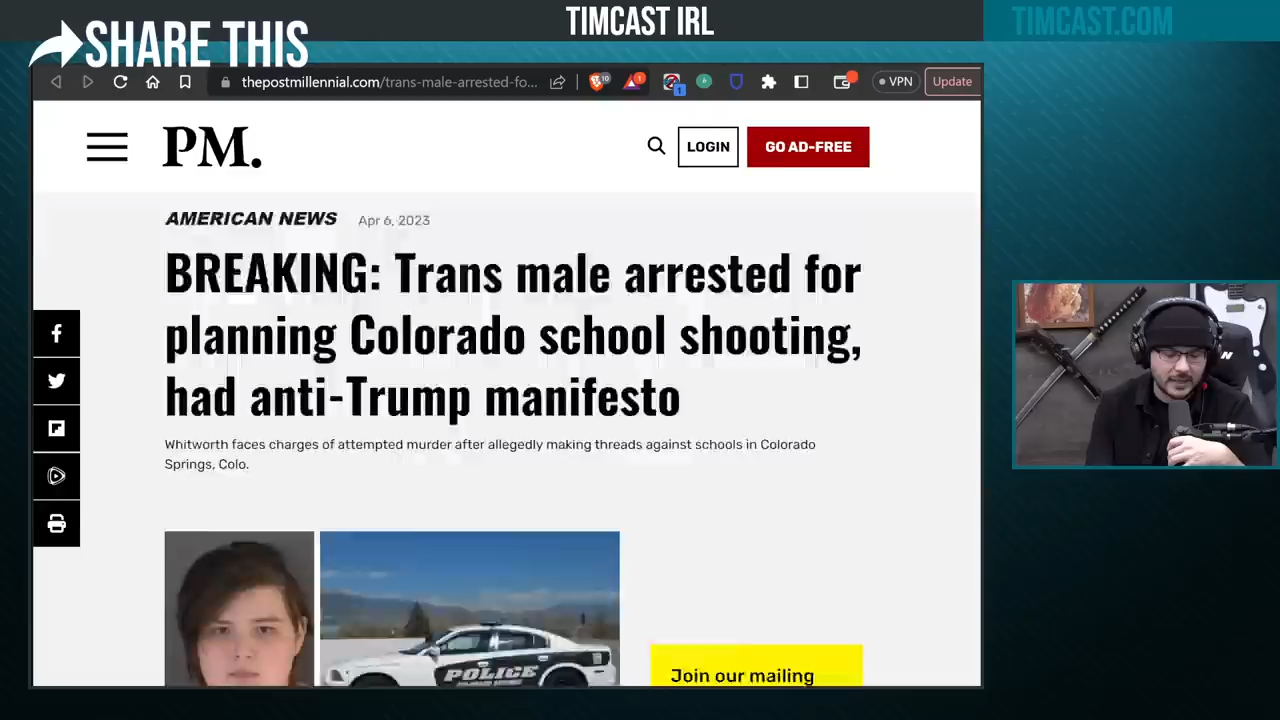 SHARE THIS
TIMCAST IRL
TIMCAST.COM
thepostmillennial.com/trans-male-arrested-fo...
10
1
1
VPN
Update
PM.
LOGIN
GO AD-FREE
AMERICAN NEWS
Apr 6, 2023
BREAKING: Trans male arrested for
planning Colorado school shooting,
had anti-Trump manifesto
Whitworth faces charges of attempted murder after allegedly making threads against schools in Colorado
Springs, Colo.
POLICE
Join our mailing